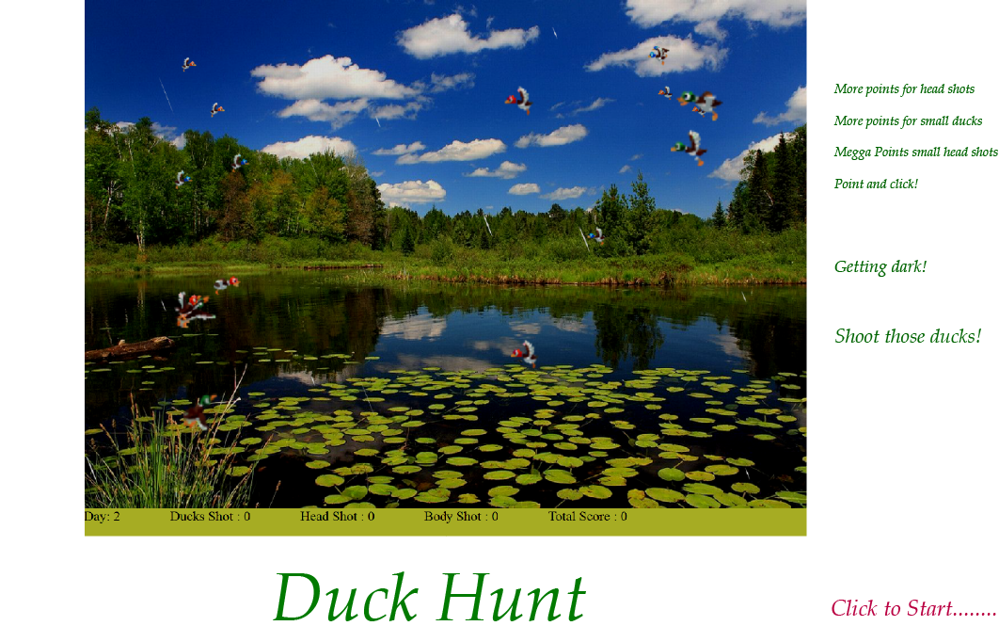 More points for head shots
More points for small ducks
Megga Points small head shots
Point and click!
Getting dark!
Shoot those ducks!
Day: 2 Ducks Shot : 0 Head Shot : 0 Body Shot : 0 Total Score : 0
Duck Hunt
Click to Start........